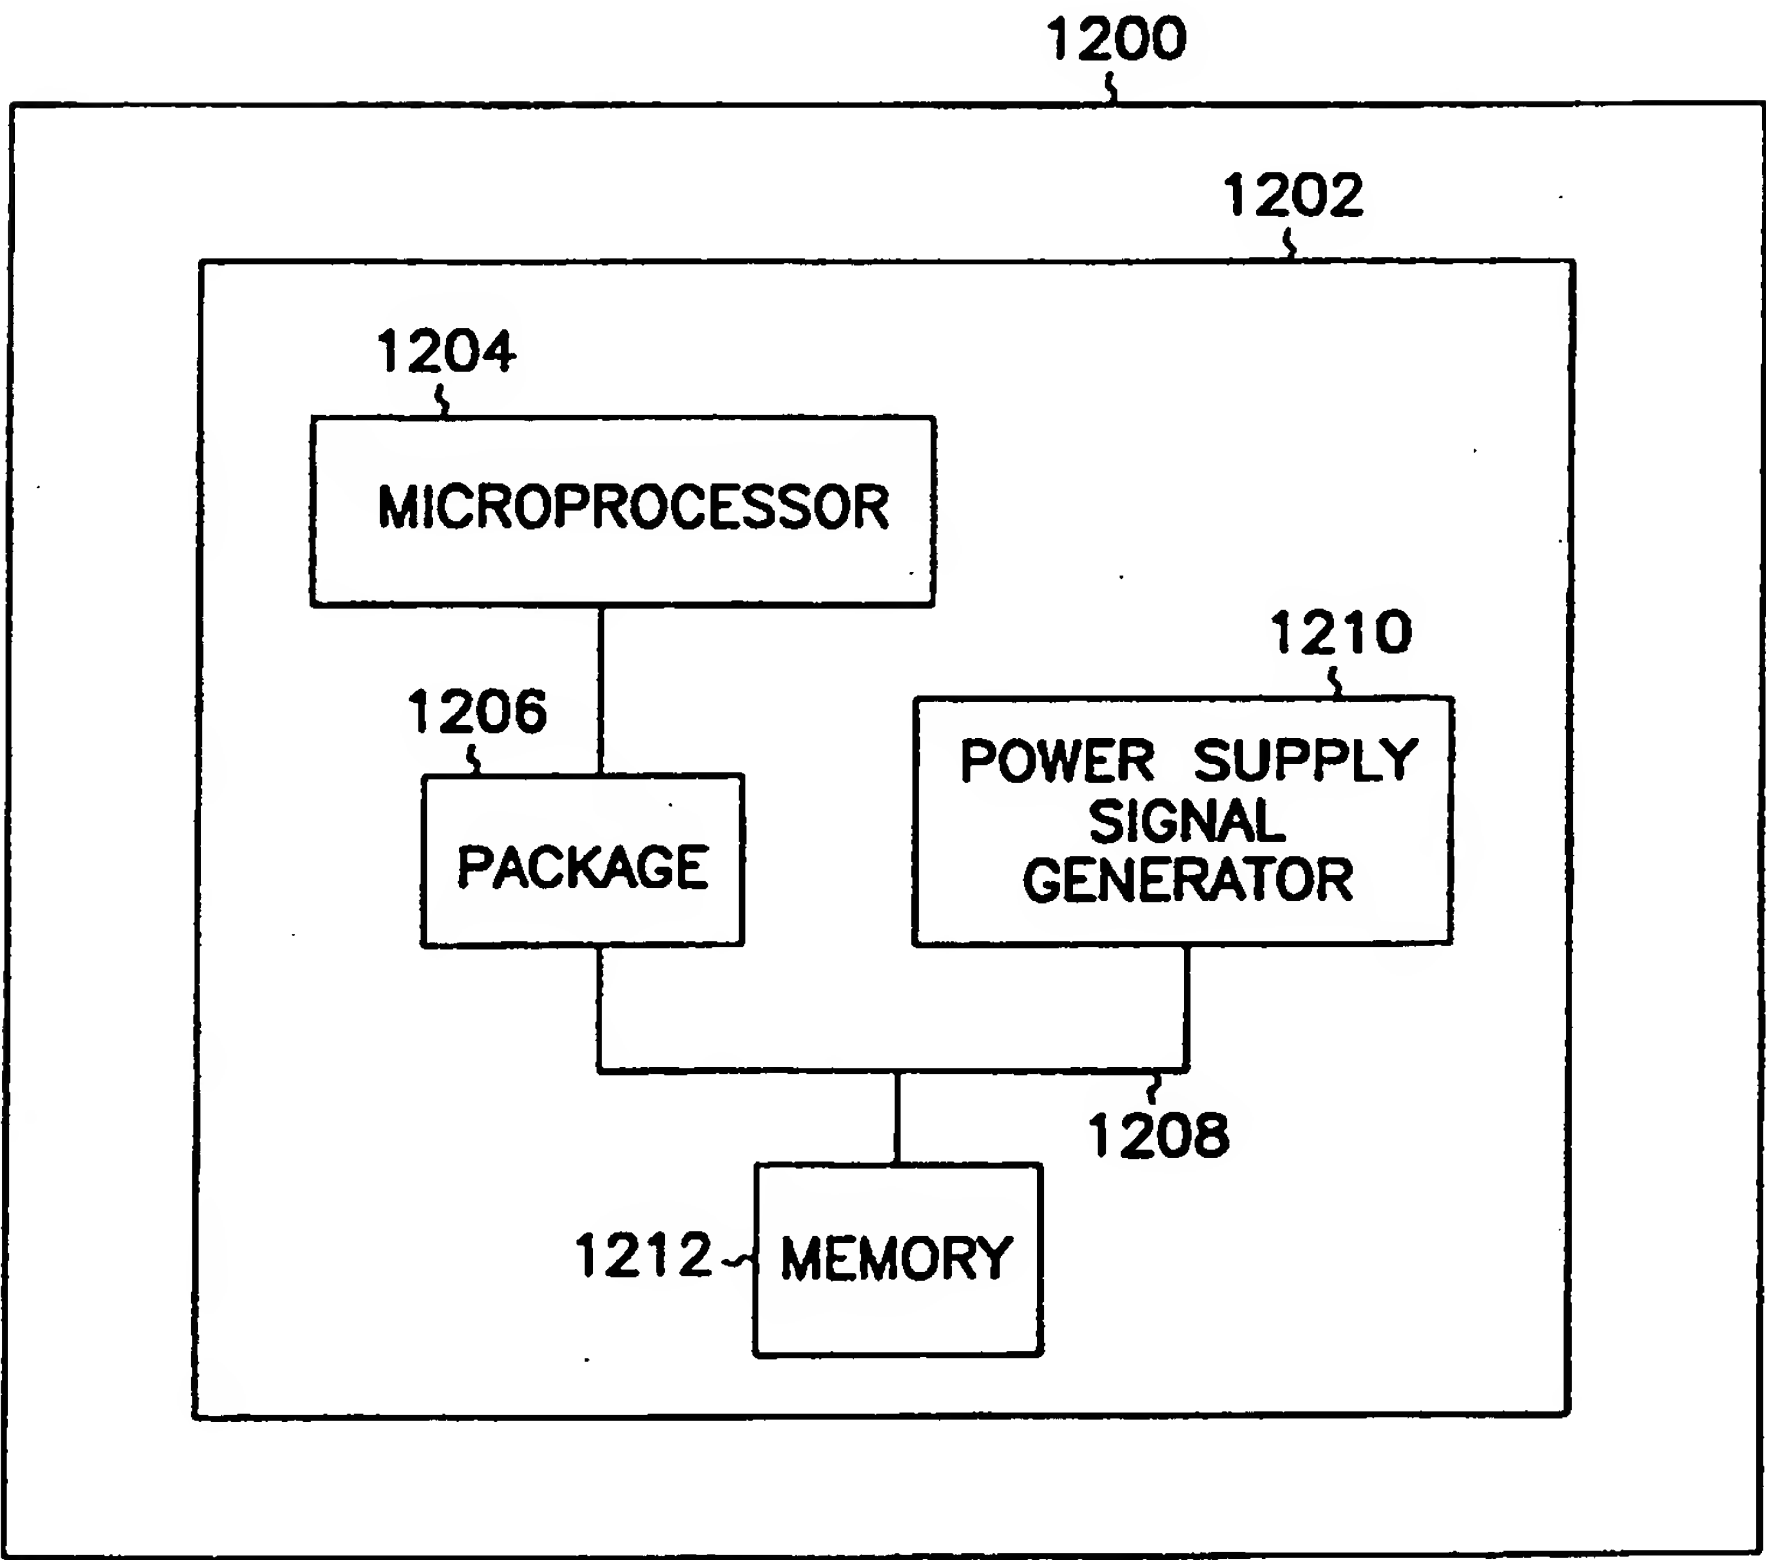 1200
1202
1204
MICROPROCESSOR
1210
1206
POWER SUPPLY
SIGNAL
GENERATOR
PACKAGE
1208
1212
MEMORY